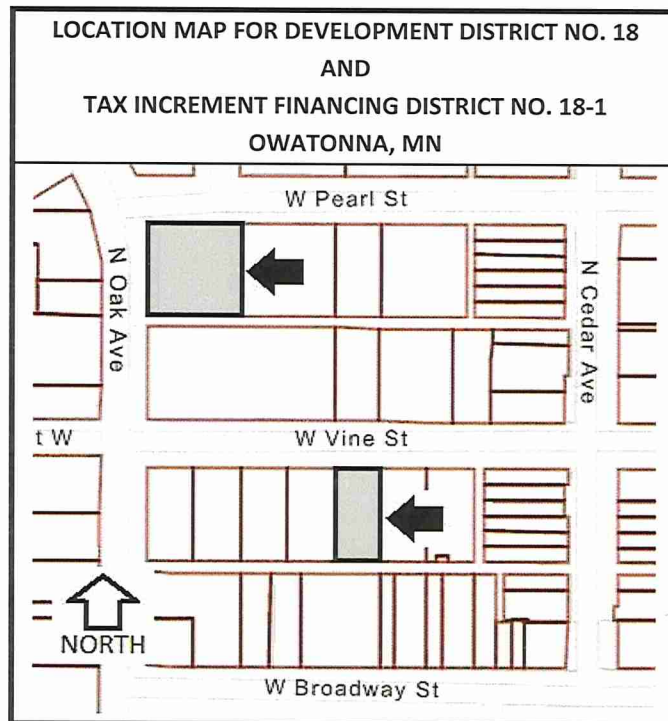 LOCATION MAP FOR DEVELOPMENT DISTRICT NO. 18
AND
TAX INCREMENT FINANCING DISTRICT NO. 18-1
OWATONNA, MN
W Pearl St
N Oak Ave
N Cedar Ave
t W
W Vine St
NORTH
W Broadway St